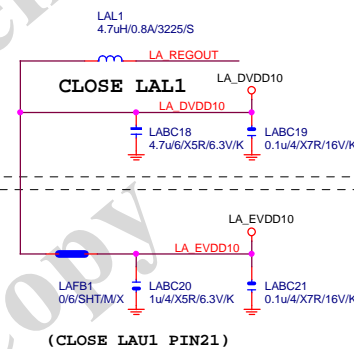 LAL1
4.7uH/0.8A/3225/S
LA_REGOUT
CLOSE LAL1
LA_DVDD10
LA_DVDD10
LABC18
4.7u/6/X5R/6.3V/K
LABC19
0.1u/4/X7R/16V/K
LA_EVDD10
LA_EVDD10
LAFB1
0/6/SHT/M/X
LABC20
1u/4/X5R/6.3V/K
LABC21
0.1u/4/X7R/16V/K
(CLOSE LAU1 PIN21)
Copy